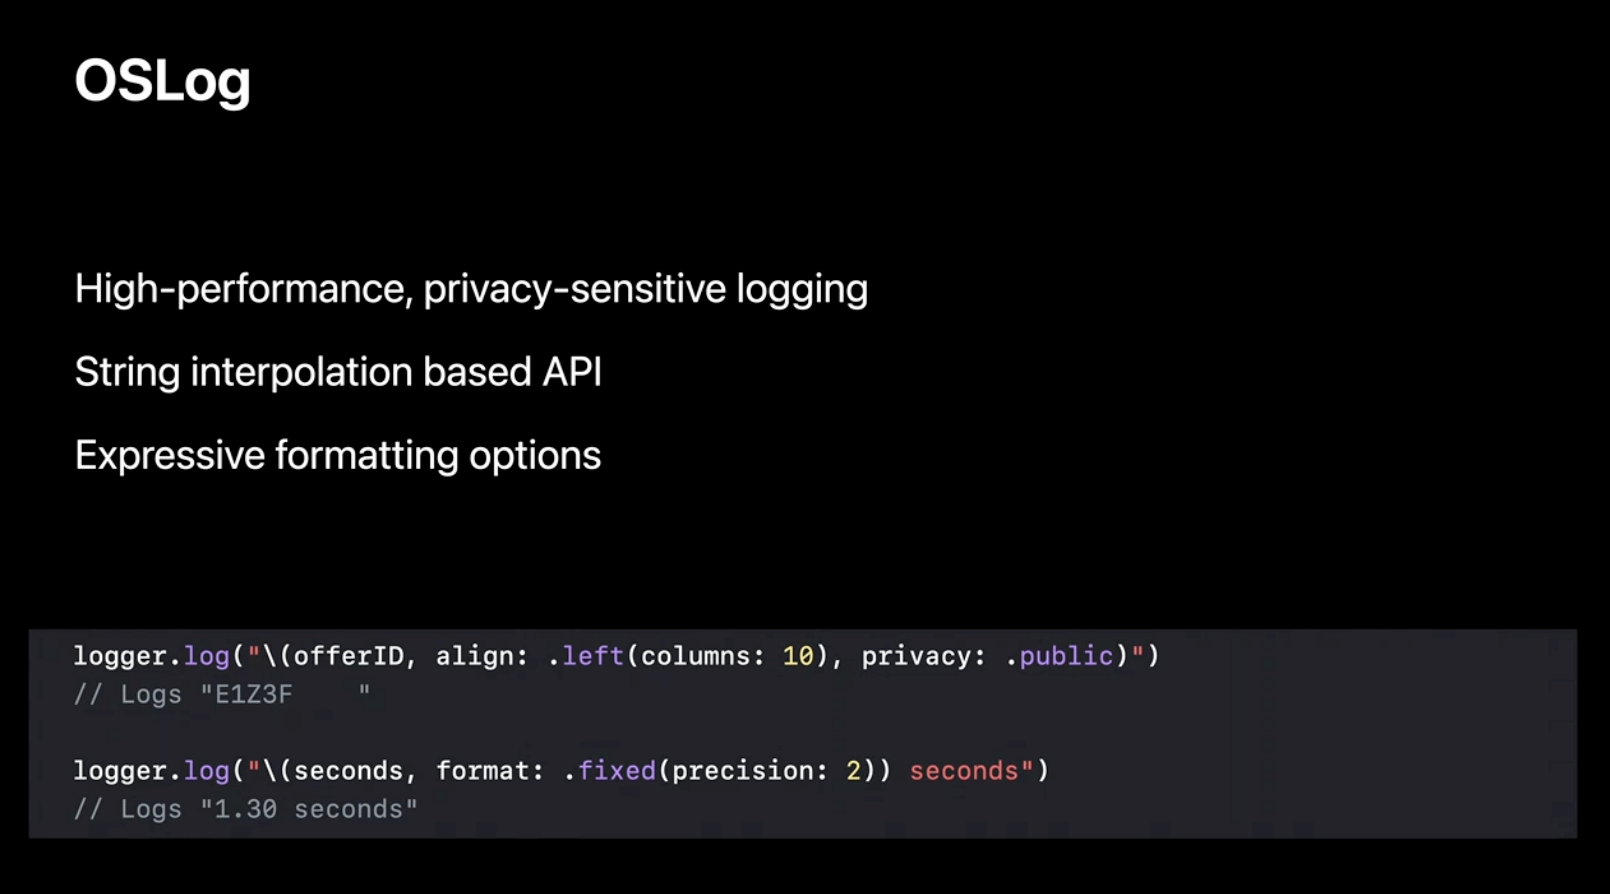 OSLog
High-performance, privacy-sensitive logging
String interpolation based API
Expressive formatting options
logger.log("\(offerID, align: .left(columns: 10), privacy: .public)")
// Logs "E1Z3F    "
logger.log("\(seconds, format: .fixed(precision: 2)) seconds")
// Logs "1.30 seconds"